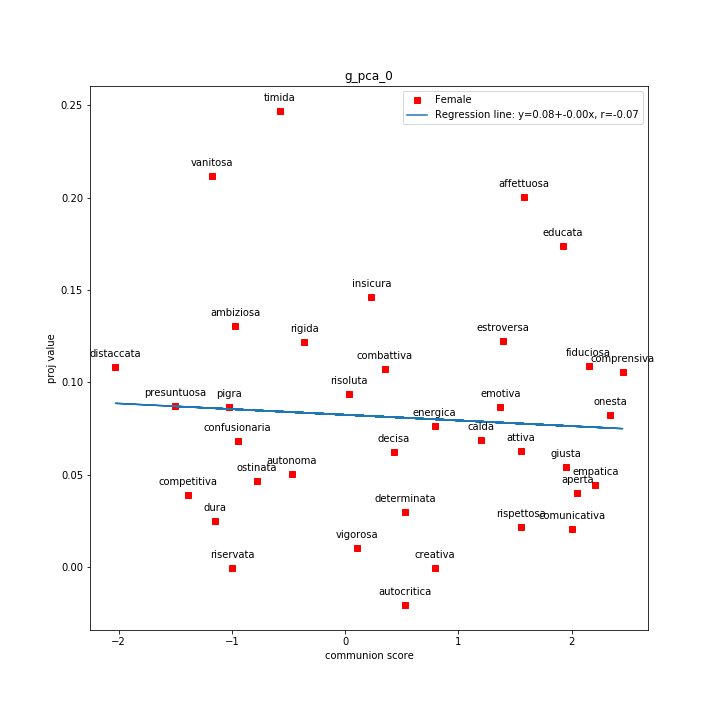 g_pca_0
Female
Regression line: y=0.08+-0.00x, r=-0.07
timida
vanitosa
affettuosa
educata
insicura
ambiziosa
rigida
estroversa
distaccata
combattiva
fiduciosa
comprensiva
presuntuosa
pigra
risoluta
emotiva
onesta
confusionaria
energica
decisa
calda
attiva
ostinata
autonoma
giusta
empatica
aperta
competitiva
dura
determinata
rispettosa
comunicativa
riservata
vigorosa
creativa
autocritica
0.25
0.20
0.15
0.10
0.05
0.00
proj value
−2
−1
0
1
2
communion score